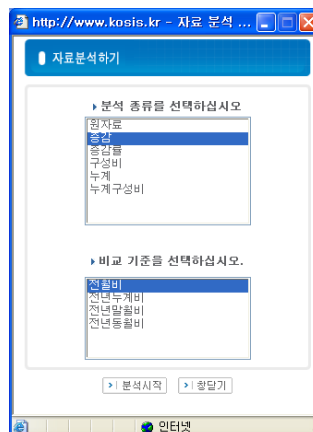 http://www.kosis.kr - 자료 분석 ...
자료분석하기
분석 종류를 선택하십시오
원자료
증감
증감률
구성비
누계
누계구성비
비교 기준을 선택하십시오.
전월비
전년누계비
전년말월비
전년동월비
분석시작 창닫기
인터넷